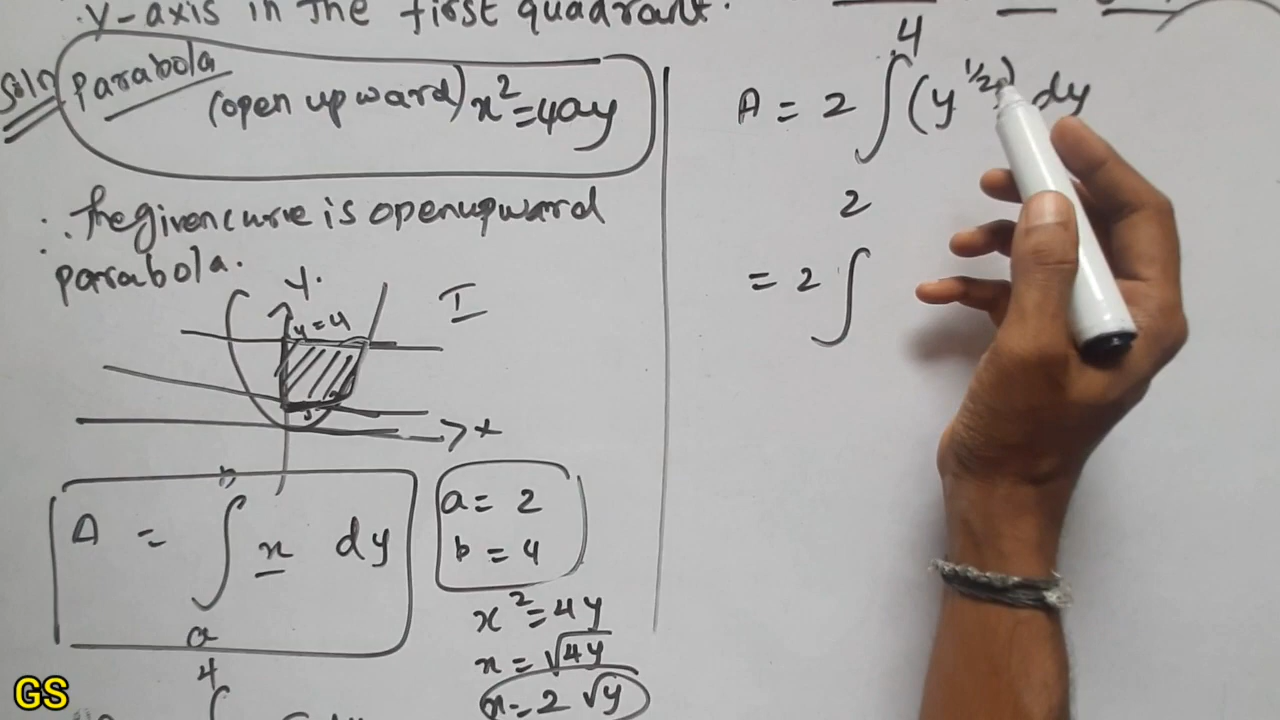 y-axis in the first quadrant.
Soln
Parabola
(open upward) x²=4ay
∴ The given curve is open upward
parabola.
y
y=4
I
x
A = ∫ x dy
b
a
a = 2
b = 4
x²=4y
x = √4y
x = 2√y
4
4
A = 2 ∫ (y^1/2) dy
2
= 2 ∫
GS